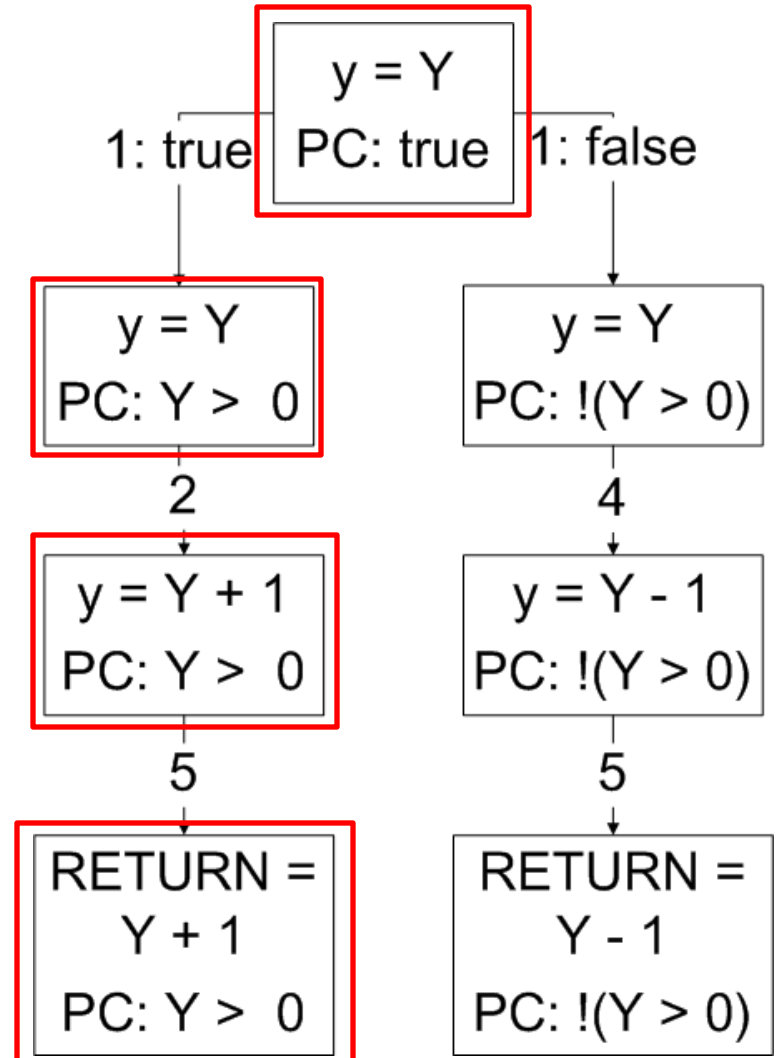 y = Y
PC: true
1: true
1: false
y = Y
PC: Y > 0
2
y = Y + 1
PC: Y > 0
5
RETURN =
Y + 1
PC: Y > 0
y = Y
PC: !(Y > 0)
4
y = Y - 1
PC: !(Y > 0)
5
RETURN =
Y - 1
PC: !(Y > 0)